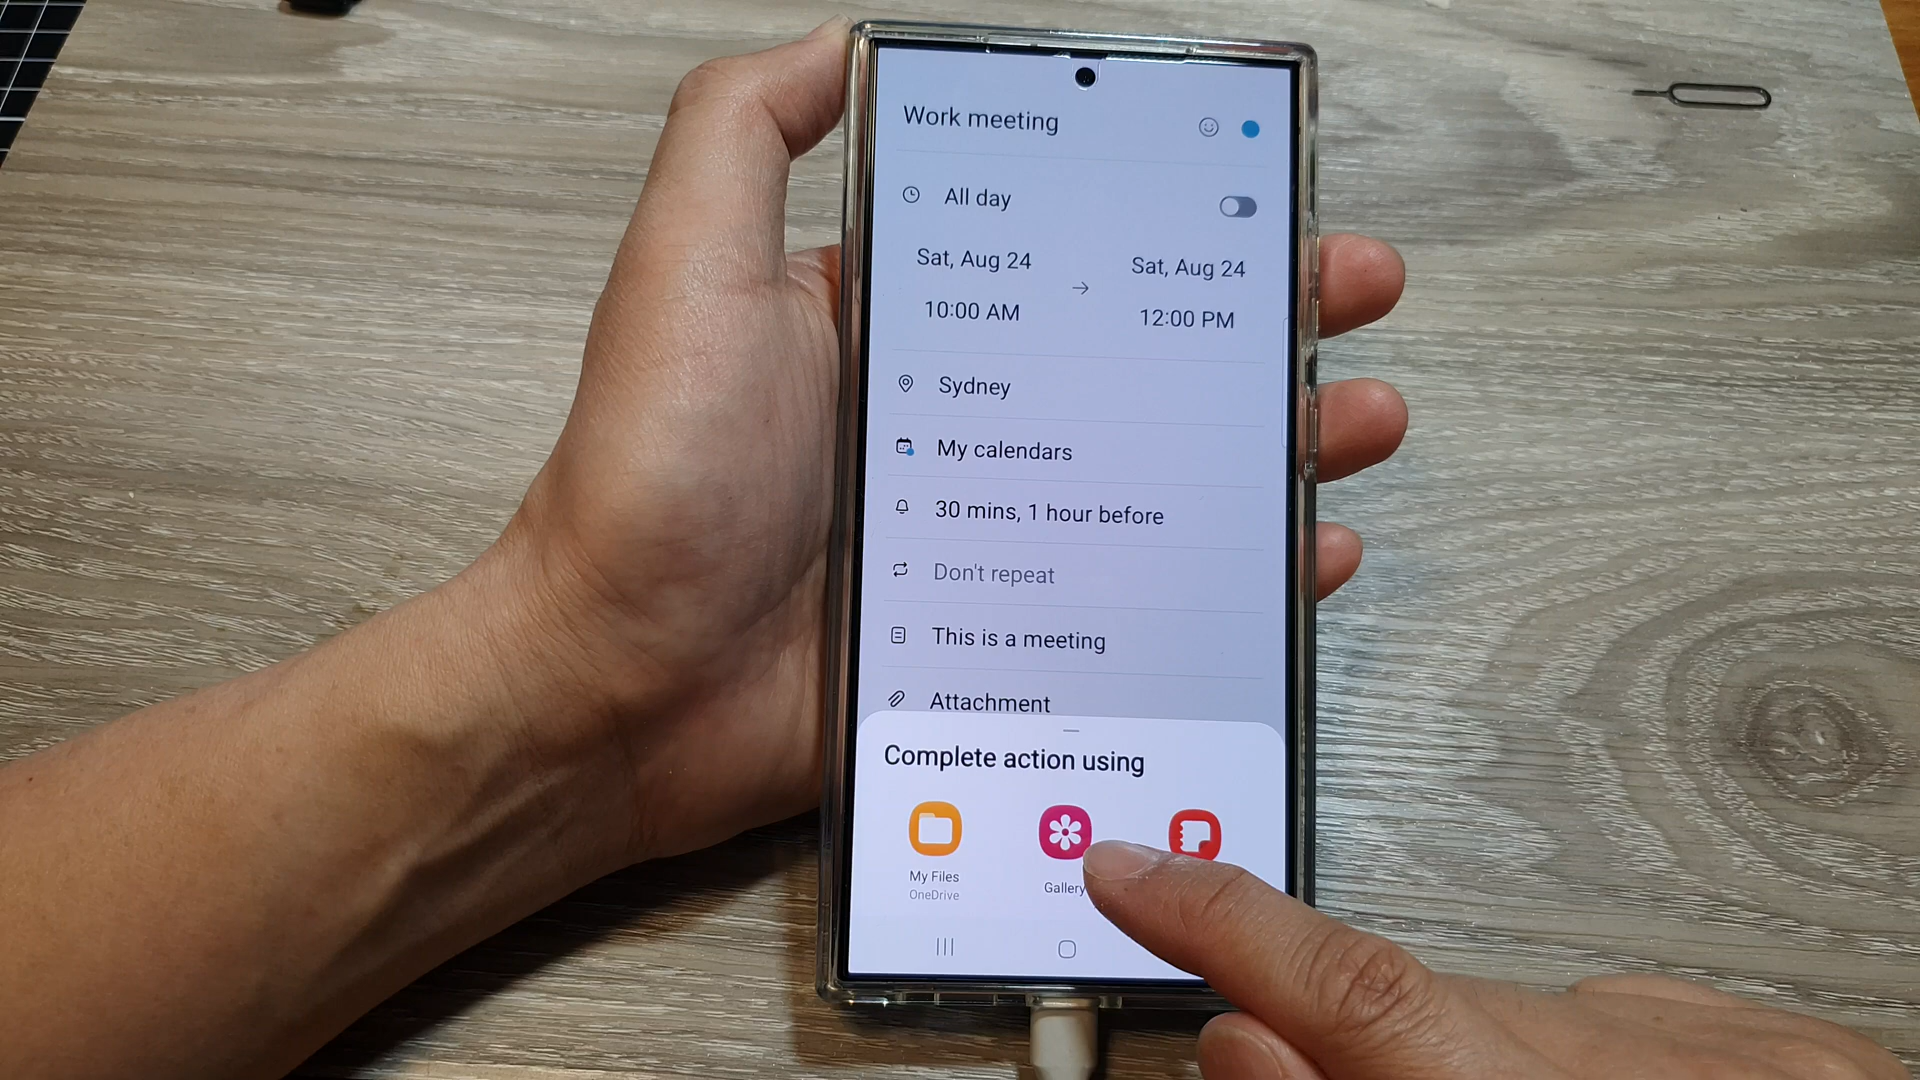 Work meeting
All day
Sat, Aug 24
10:00 AM
Sat, Aug 24
12:00 PM
Sydney
My calendars
30 mins, 1 hour before
Don't repeat
This is a meeting
Attachment
Complete action using
My Files
OneDrive
Gallery